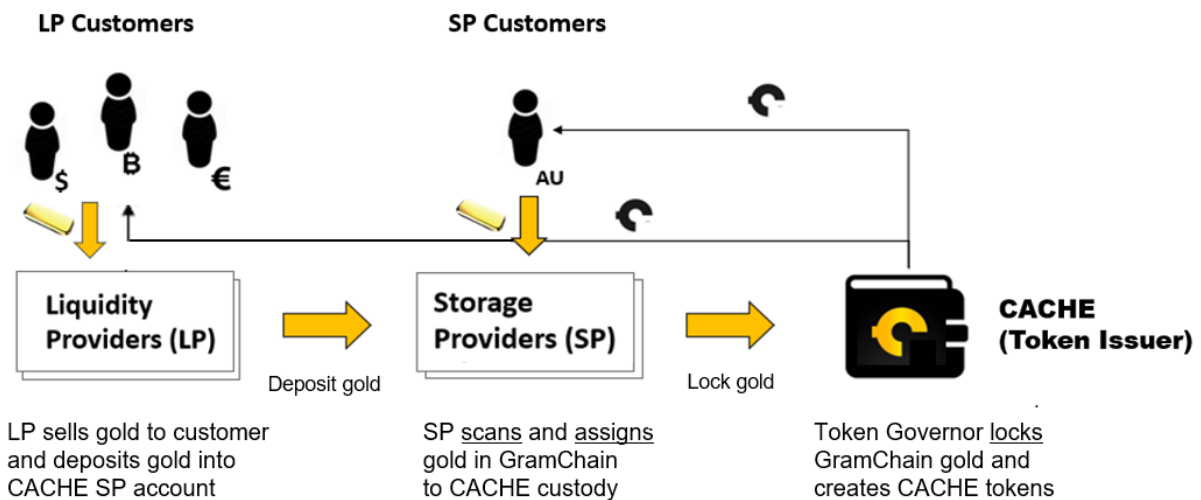 LP Customers
SP Customers
$
₿
€
AU
Liquidity
Providers (LP)
Deposit gold
Storage
Providers (SP)
Lock gold
CACHE
(Token Issuer)
LP sells gold to customer
and deposits gold into
CACHE SP account
SP scans and assigns
gold in GramChain
to CACHE custody
Token Governor locks
GramChain gold and
creates CACHE tokens